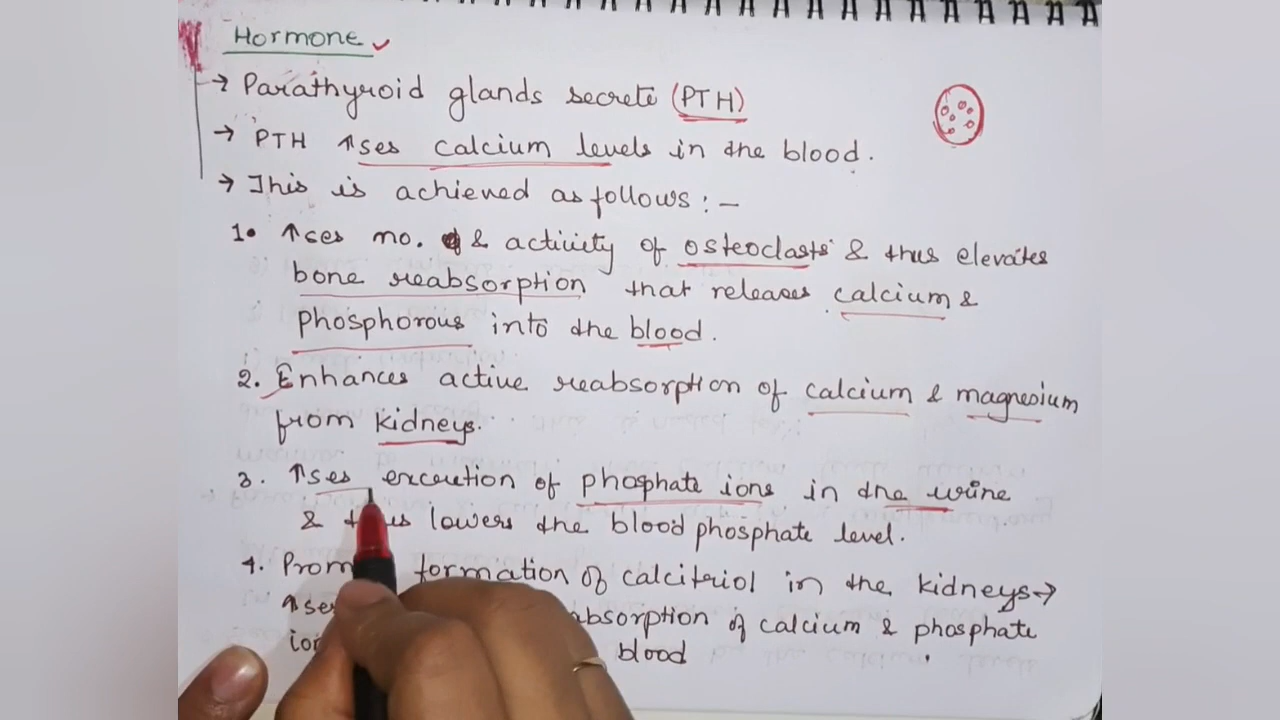 Hormone
→ Parathyroid glands secrete (PTH)
→ PTH ↑ses calcium levels in the blood.
→ This is achieved as follows :-
1. ↑ses no. & activity of osteoclasts & thus elevates
bone reabsorption that releases calcium &
phosphorous into the blood.
2. Enhances active reabsorption of calcium & magnesium
from kidneys.
3. ↑ses excretion of phosphate ions in the urine
& lowers the blood phosphate level.
4. formation of calcitriol in the kidneys→
absorption of calcium & phosphate
blood